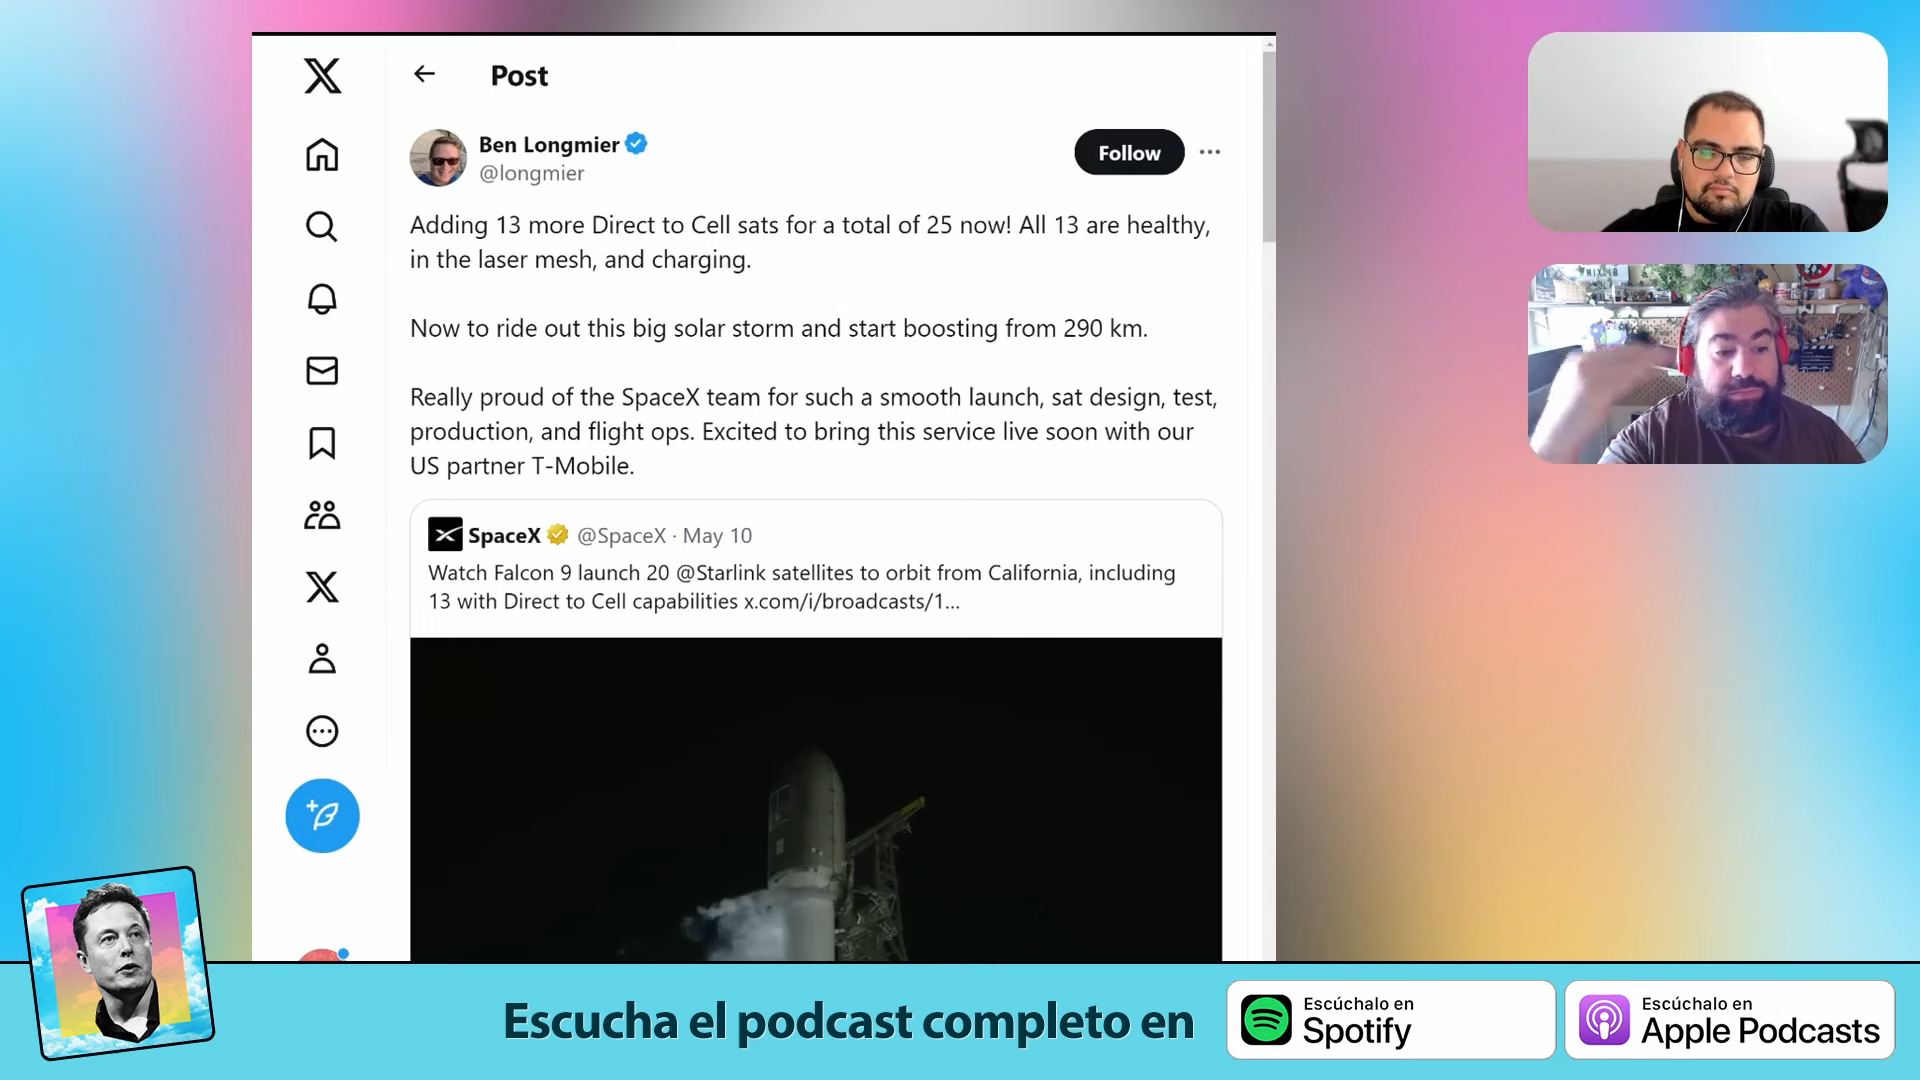 Post
Ben Longmier
@longmier
Follow
Adding 13 more Direct to Cell sats for a total of 25 now! All 13 are healthy,
in the laser mesh, and charging.
Now to ride out this big solar storm and start boosting from 290 km.
Really proud of the SpaceX team for such a smooth launch, sat design, test,
production, and flight ops. Excited to bring this service live soon with our
US partner T-Mobile.
SpaceX @SpaceX · May 10
Watch Falcon 9 launch 20 @Starlink satellites to orbit from California, including
13 with Direct to Cell capabilities x.com/i/broadcasts/1...
Escucha el podcast completo en
Escúchalo en
Spotify
Escúchalo en
Apple Podcasts